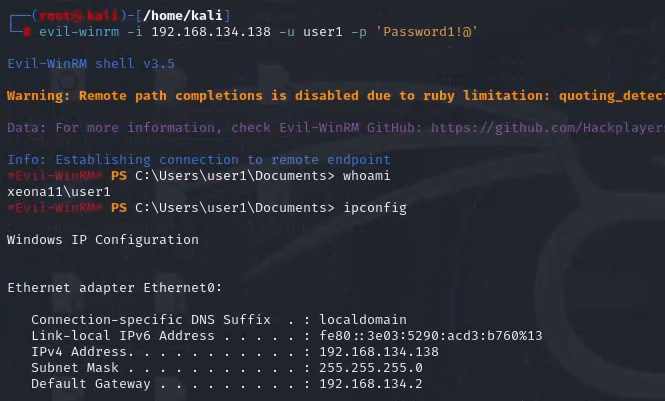 ┌──(root㉿kali)-[/home/kali]
└─# evil-winrm -i 192.168.134.138 -u user1 -p 'Password1!@'
Evil-WinRM shell v3.5
Warning: Remote path completions is disabled due to ruby limitation: quoting_detec
Data: For more information, check Evil-WinRM GitHub: https://github.com/Hackplayers
Info: Establishing connection to remote endpoint
*Evil-WinRM* PS C:\Users\user1\Documents> whoami
xeona11\user1
*Evil-WinRM* PS C:\Users\user1\Documents> ipconfig
Windows IP Configuration
Ethernet adapter Ethernet0:
Connection-specific DNS Suffix  . : localdomain
Link-local IPv6 Address . . . . . : fe80::3e03:5290:acd3:b760%13
IPv4 Address. . . . . . . . . . . : 192.168.134.138
Subnet Mask . . . . . . . . . . . : 255.255.255.0
Default Gateway . . . . . . . . . : 192.168.134.2